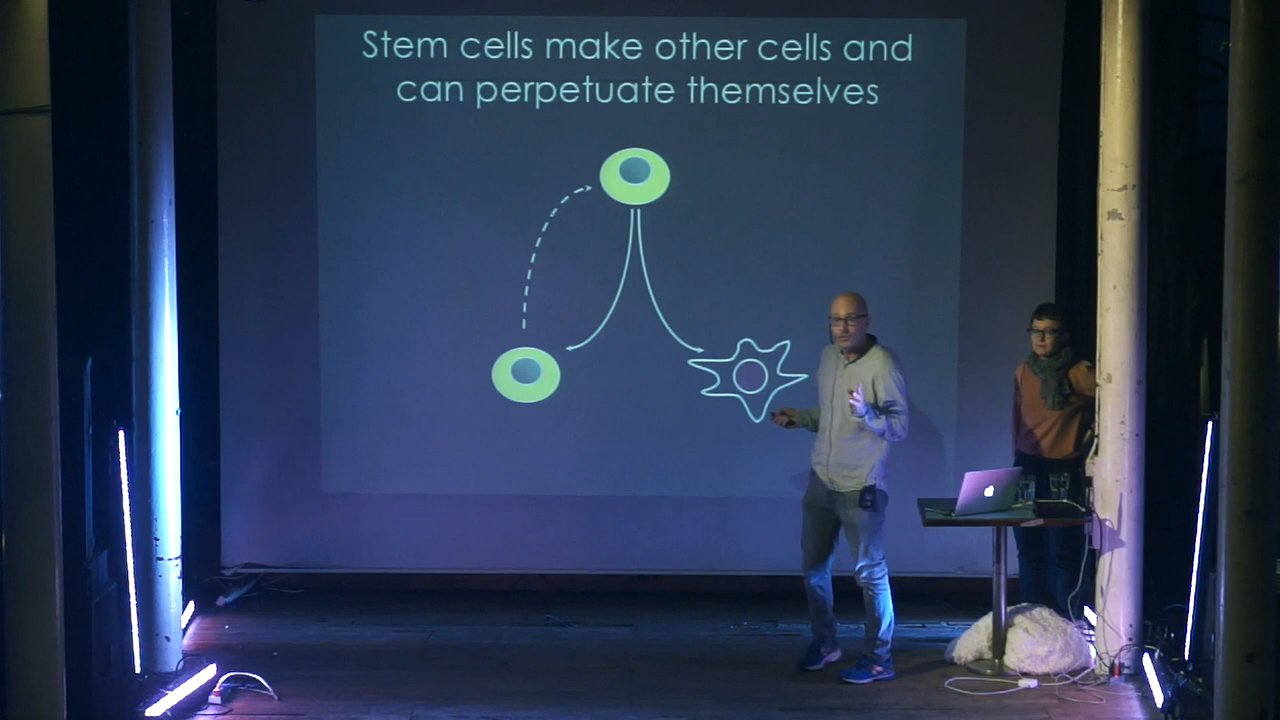 Stem cells make other cells and
can perpetuate themselves